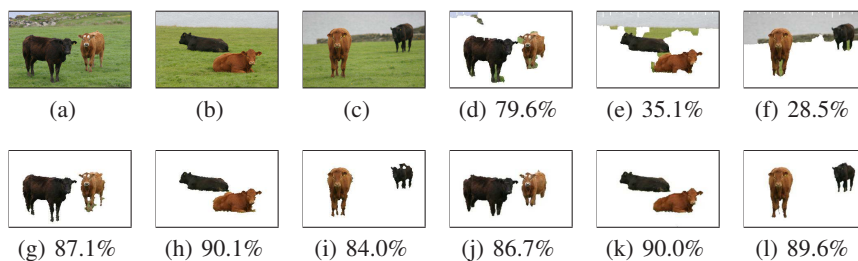 (a) (b) (c) (d) 79.6% (e) 35.1% (f) 28.5%
(g) 87.1% (h) 90.1% (i) 84.0% (j) 86.7% (k) 90.0% (l) 89.6%